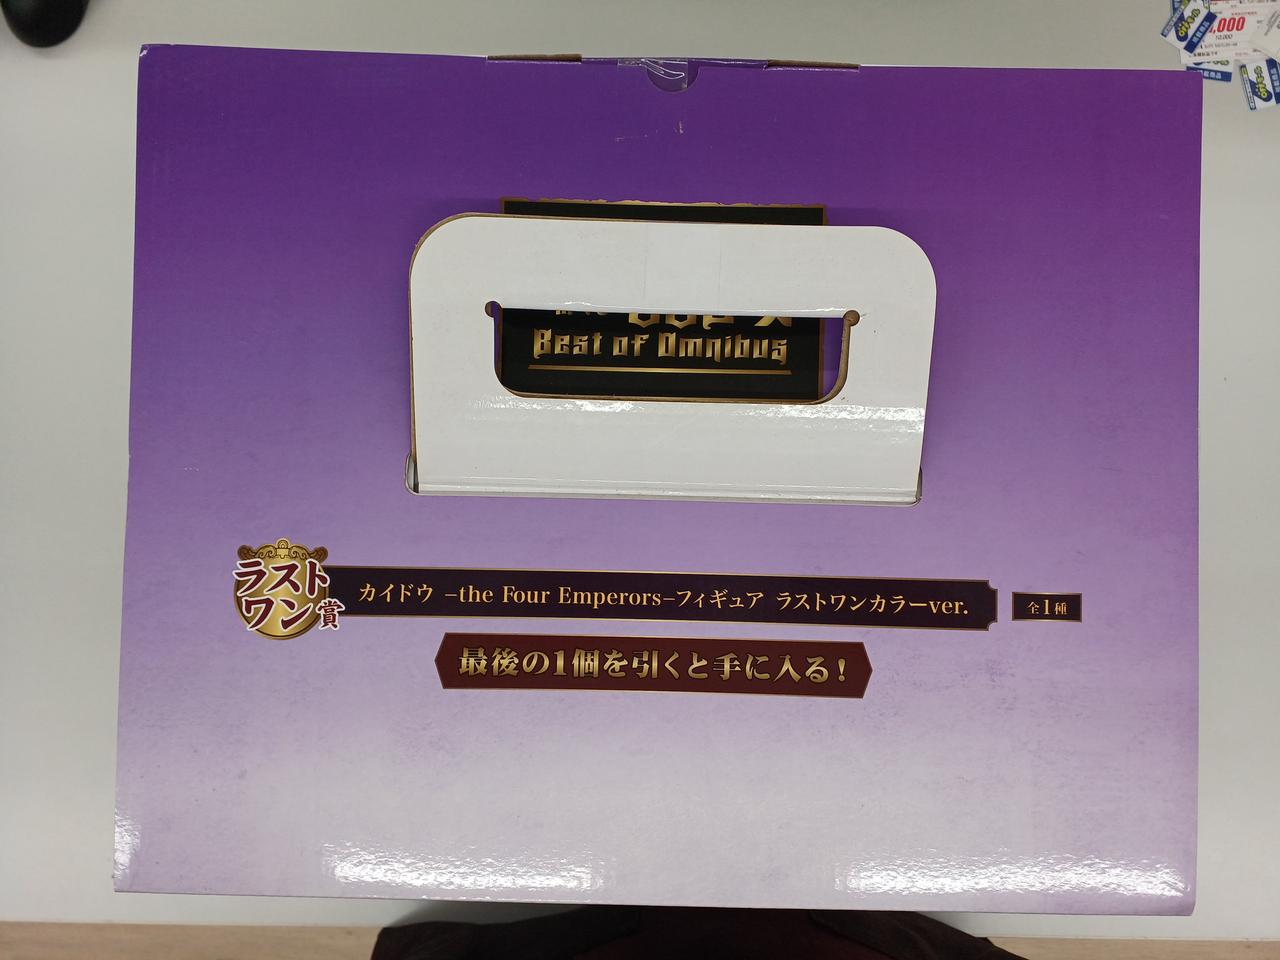 Best of Omnibus
ラストワン賞
カイドウ –the Four Emperors–フィギュア ラストワンカラーver.
全1種
最後の1個を引くと手に入る!